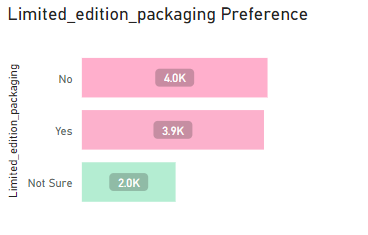 Limited_edition_packaging Preference
Limited_edition_packaging
No
4.0K
Yes
3.9K
Not Sure
2.0K